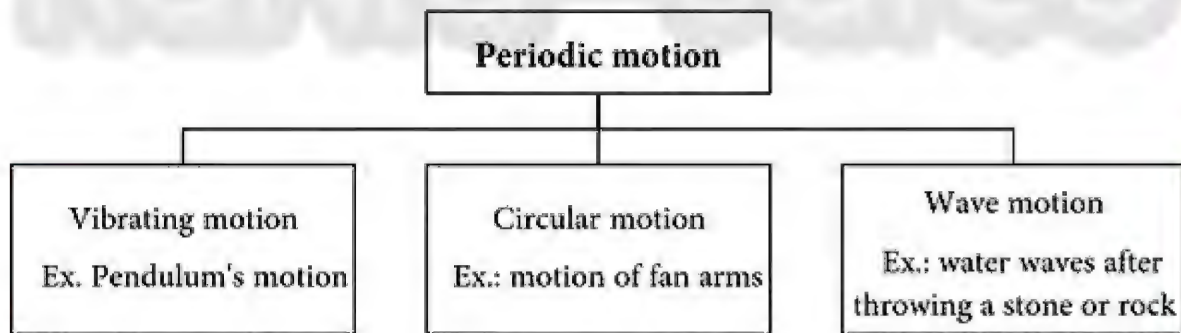 Periodic motion
Vibrating motion
Ex. Pendulum's motion
Circular motion
Ex.: motion of fan arms
Wave motion
Ex.: water waves after
throwing a stone or rock